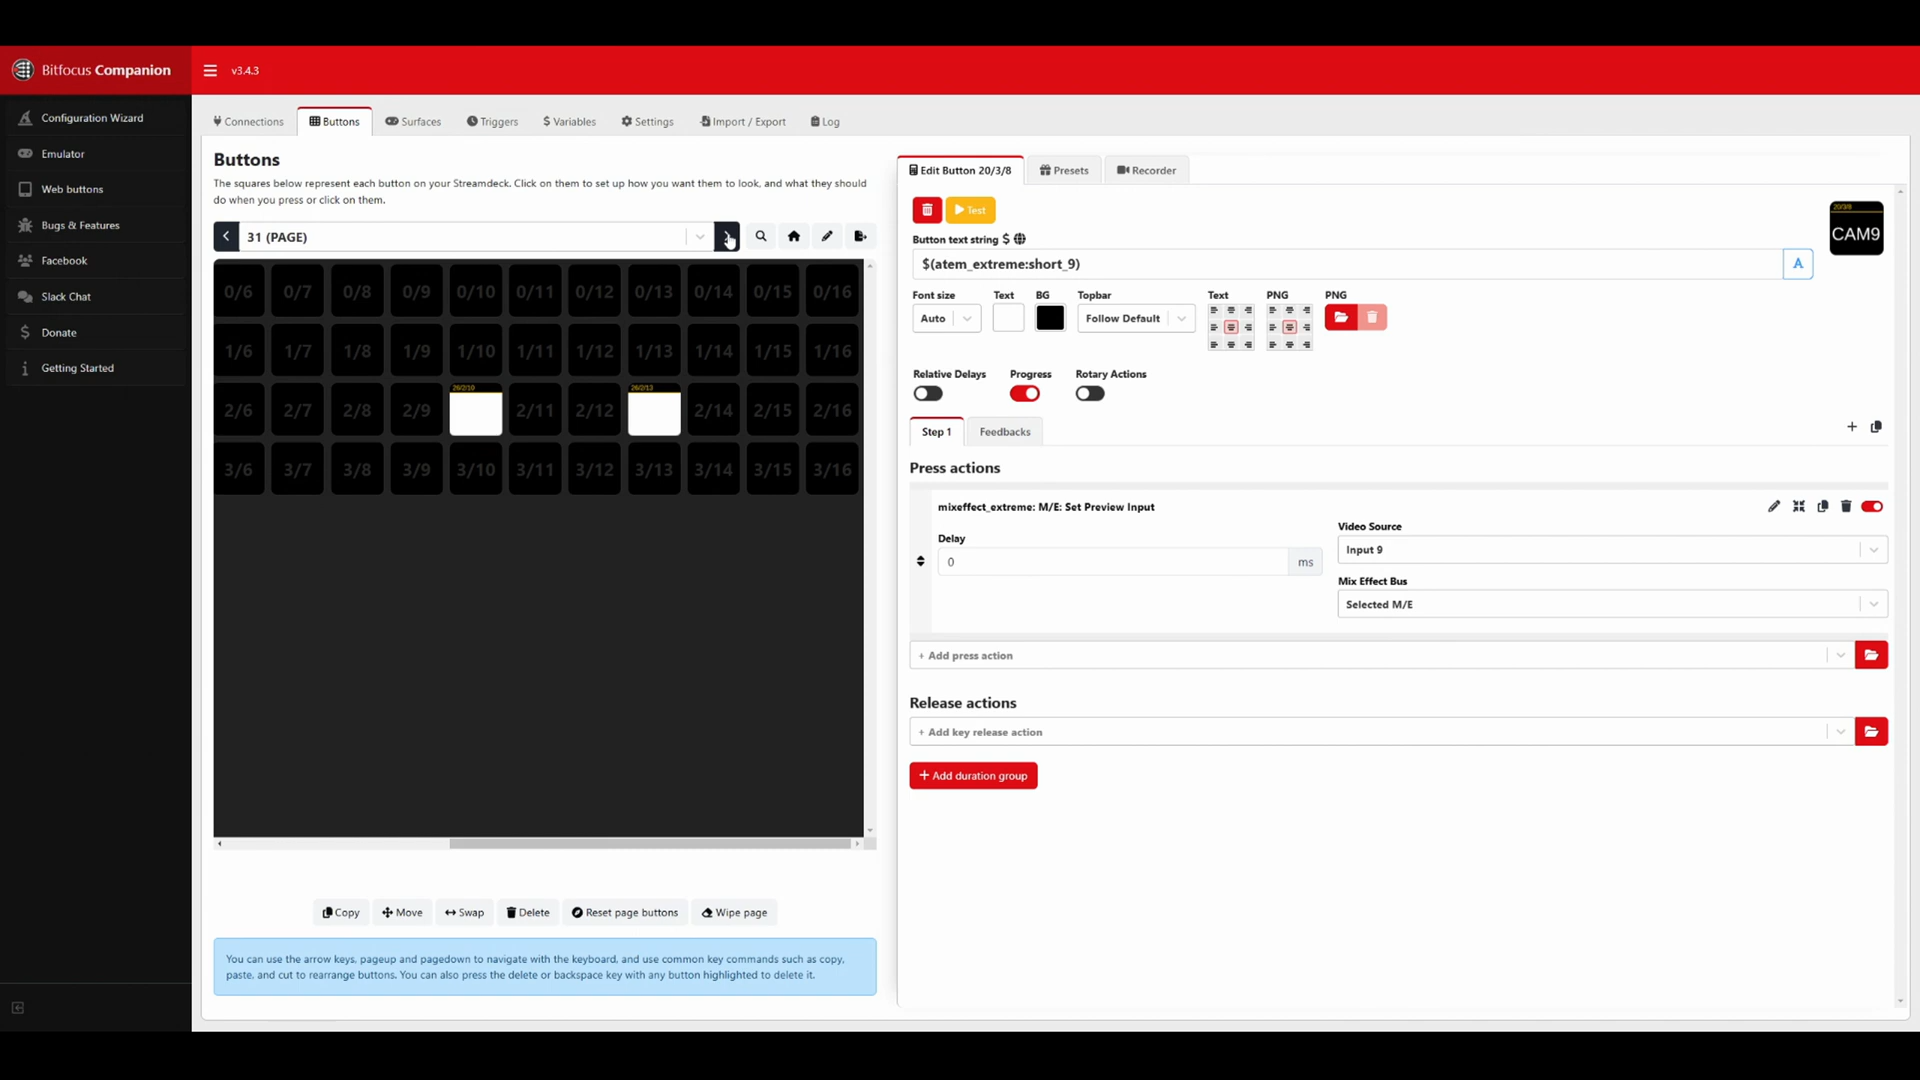 Bitfocus Companion
v3.4.3
Configuration Wizard
Emulator
Web buttons
Bugs & Features
Facebook
Slack Chat
Donate
Getting Started
Connections
Buttons
Surfaces
Triggers
$ Variables
Settings
Import / Export
Log
Buttons
The squares below represent each button on your Streamdeck. Click on them to set up how you want them to look, and what they should
do when you press or click on them.
31 (PAGE)
0/6 0/7 0/8 0/9 0/10 0/11 0/12 0/13 0/14 0/15 0/16
1/6 1/7 1/8 1/9 1/10 1/11 1/12 1/13 1/14 1/15 1/16
26/2/10 26/2/13
2/6 2/7 2/8 2/9 2/11 2/12 2/14 2/15 2/16
3/6 3/7 3/8 3/9 3/10 3/11 3/12 3/13 3/14 3/15 3/16
Copy
Move
Swap
Delete
Reset page buttons
Wipe page
You can use the arrow keys, pageup and pagedown to navigate with the keyboard, and use common key commands such as copy,
paste, and cut to rearrange buttons. You can also press the delete or backspace key with any button highlighted to delete it.
Edit Button 20/3/8
Presets
Recorder
Test
20/3/8
CAM9
Button text string $
$(atem_extreme:short_9)
A
Font size
Text
BG
Topbar
Text
PNG
PNG
Auto
Follow Default
Relative Delays
Progress
Rotary Actions
Step 1
Feedbacks
Press actions
mixeffect_extreme: M/E: Set Preview Input
Delay
0
ms
Video Source
Input 9
Mix Effect Bus
Selected M/E
+ Add press action
Release actions
+ Add key release action
+ Add duration group